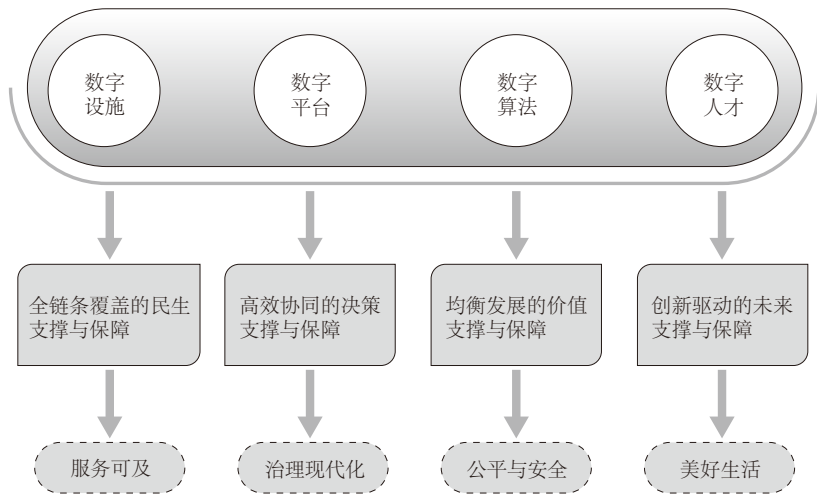 数字
设施
数字
平台
数字
算法
数字
人才
全链条覆盖的民生
支撑与保障
高效协同的决策
支撑与保障
均衡发展的价值
支撑与保障
创新驱动的未来
支撑与保障
服务可及
治理现代化
公平与安全
美好生活